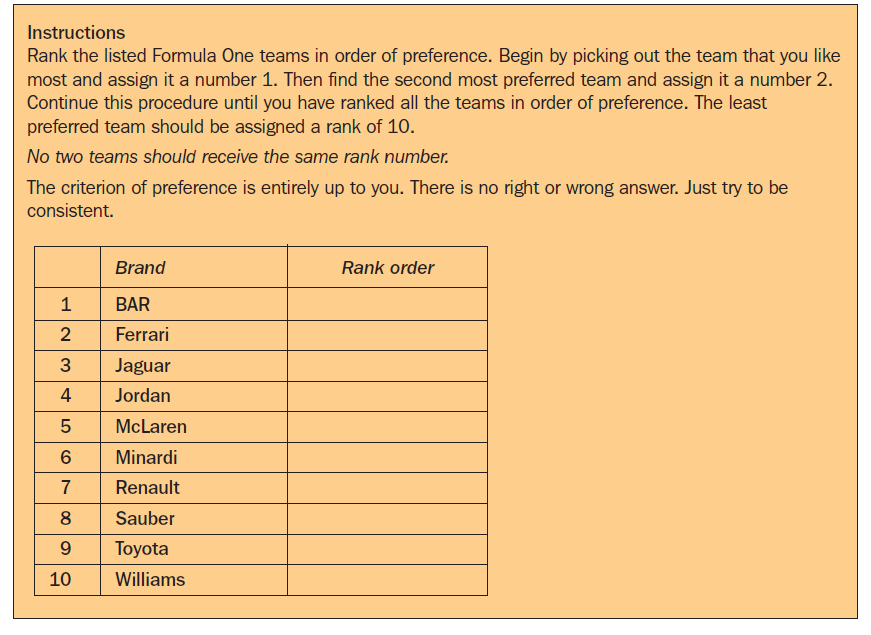 Instructions
Rank the listed Formula One teams in order of preference. Begin by picking out the team that you like
most and assign it a number 1. Then find the second most preferred team and assign it a number 2.
Continue this procedure until you have ranked all the teams in order of preference. The least
preferred team should be assigned a rank of 10.
No two teams should receive the same rank number.
The criterion of preference is entirely up to you. There is no right or wrong answer. Just try to be
consistent.
Brand Rank order
1 BAR
2 Ferrari
3 Jaguar
4 Jordan
5 McLaren
6 Minardi
7 Renault
8 Sauber
9 Toyota
10 Williams